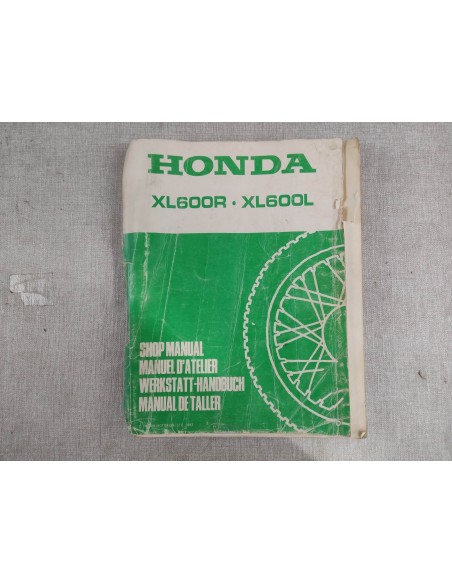 HONDA
XL600R · XL600L
SHOP MANUAL
MANUEL D'ATELIER
WERKSTATT-HANDBUCH
MANUAL DE TALLER